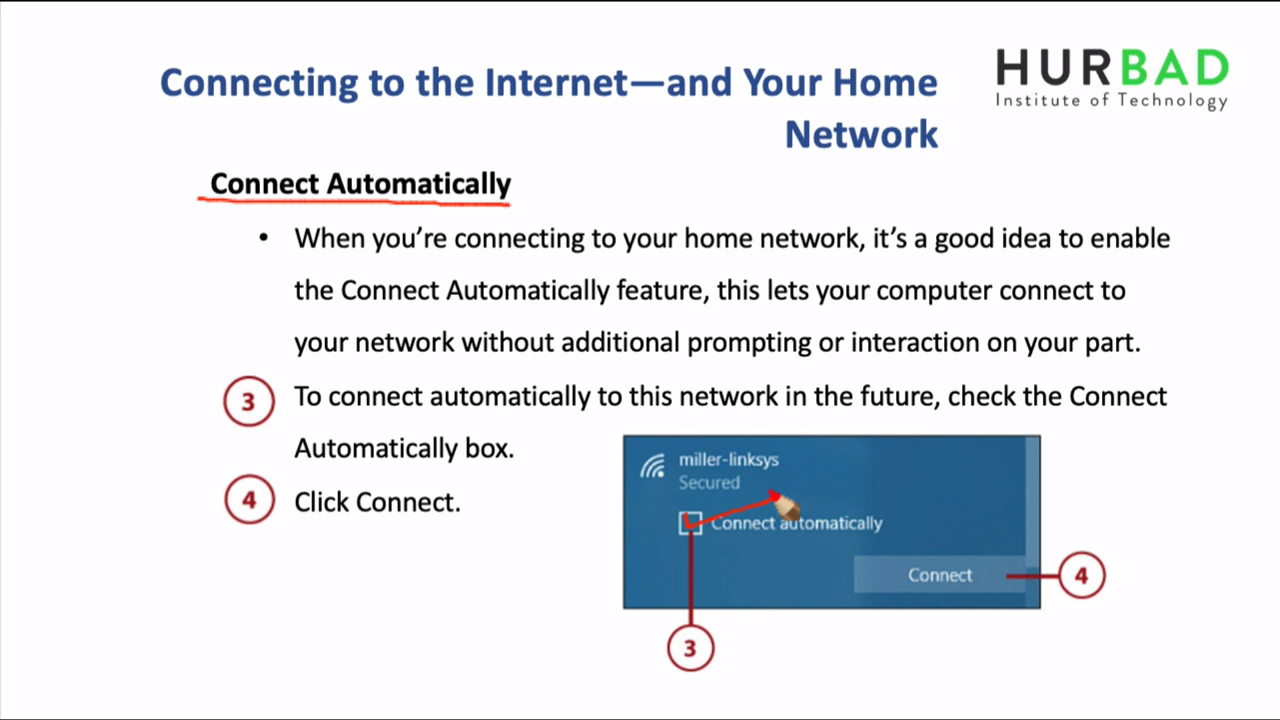 Connecting to the Internet—and Your Home
Network
HURBAD
Institute of Technology
Connect Automatically
• When you’re connecting to your home network, it’s a good idea to enable
the Connect Automatically feature, this lets your computer connect to
your network without additional prompting or interaction on your part.
3 To connect automatically to this network in the future, check the Connect
Automatically box.
4 Click Connect.
miller-linksys
Secured
Connect automatically
Connect
4
3